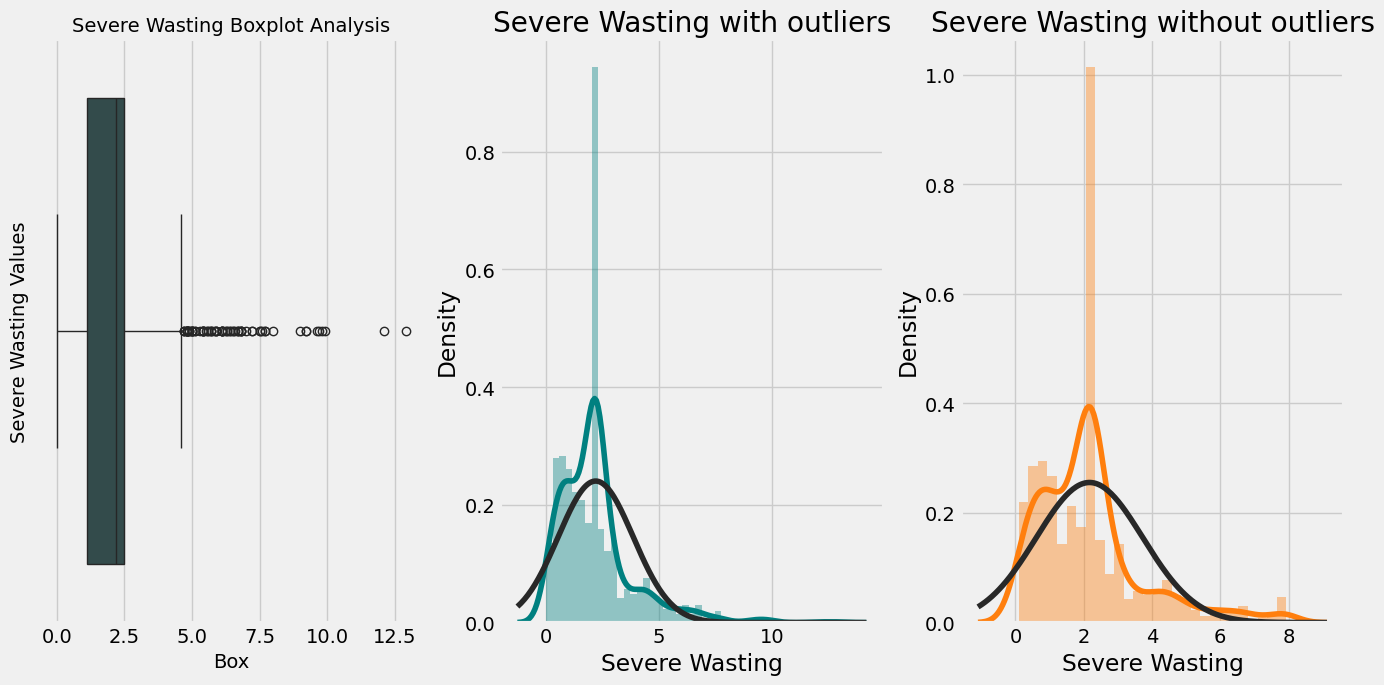 Severe Wasting Boxplot Analysis
Severe Wasting Values
0.0 2.5 5.0 7.5 10.0 12.5
Box
Severe Wasting with outliers
Density
0.8
0.6
0.4
0.2
0.0
0 5 10
Severe Wasting
Severe Wasting without outliers
Density
1.0
0.8
0.6
0.4
0.2
0.0
0 2 4 6 8
Severe Wasting